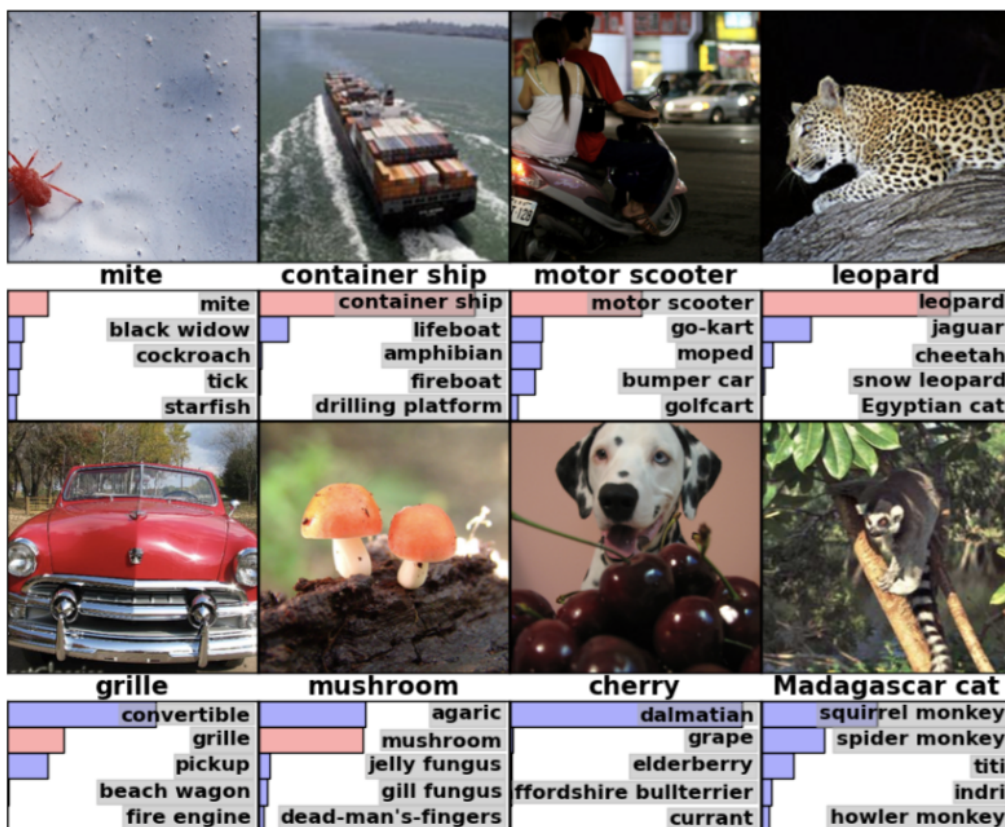 mite
container ship
motor scooter
leopard
mite
black widow
cockroach
tick
starfish
container ship
lifeboat
amphibian
fireboat
drilling platform
motor scooter
go-kart
moped
bumper car
golfcart
leopard
jaguar
cheetah
snow leopard
Egyptian cat
grille
mushroom
cherry
Madagascar cat
convertible
grille
pickup
beach wagon
fire engine
agaric
mushroom
jelly fungus
gill fungus
dead-man's-fingers
dalmatian
grape
elderberry
ffordshire bullterrier
currant
squirrel monkey
spider monkey
titi
indri
howler monkey